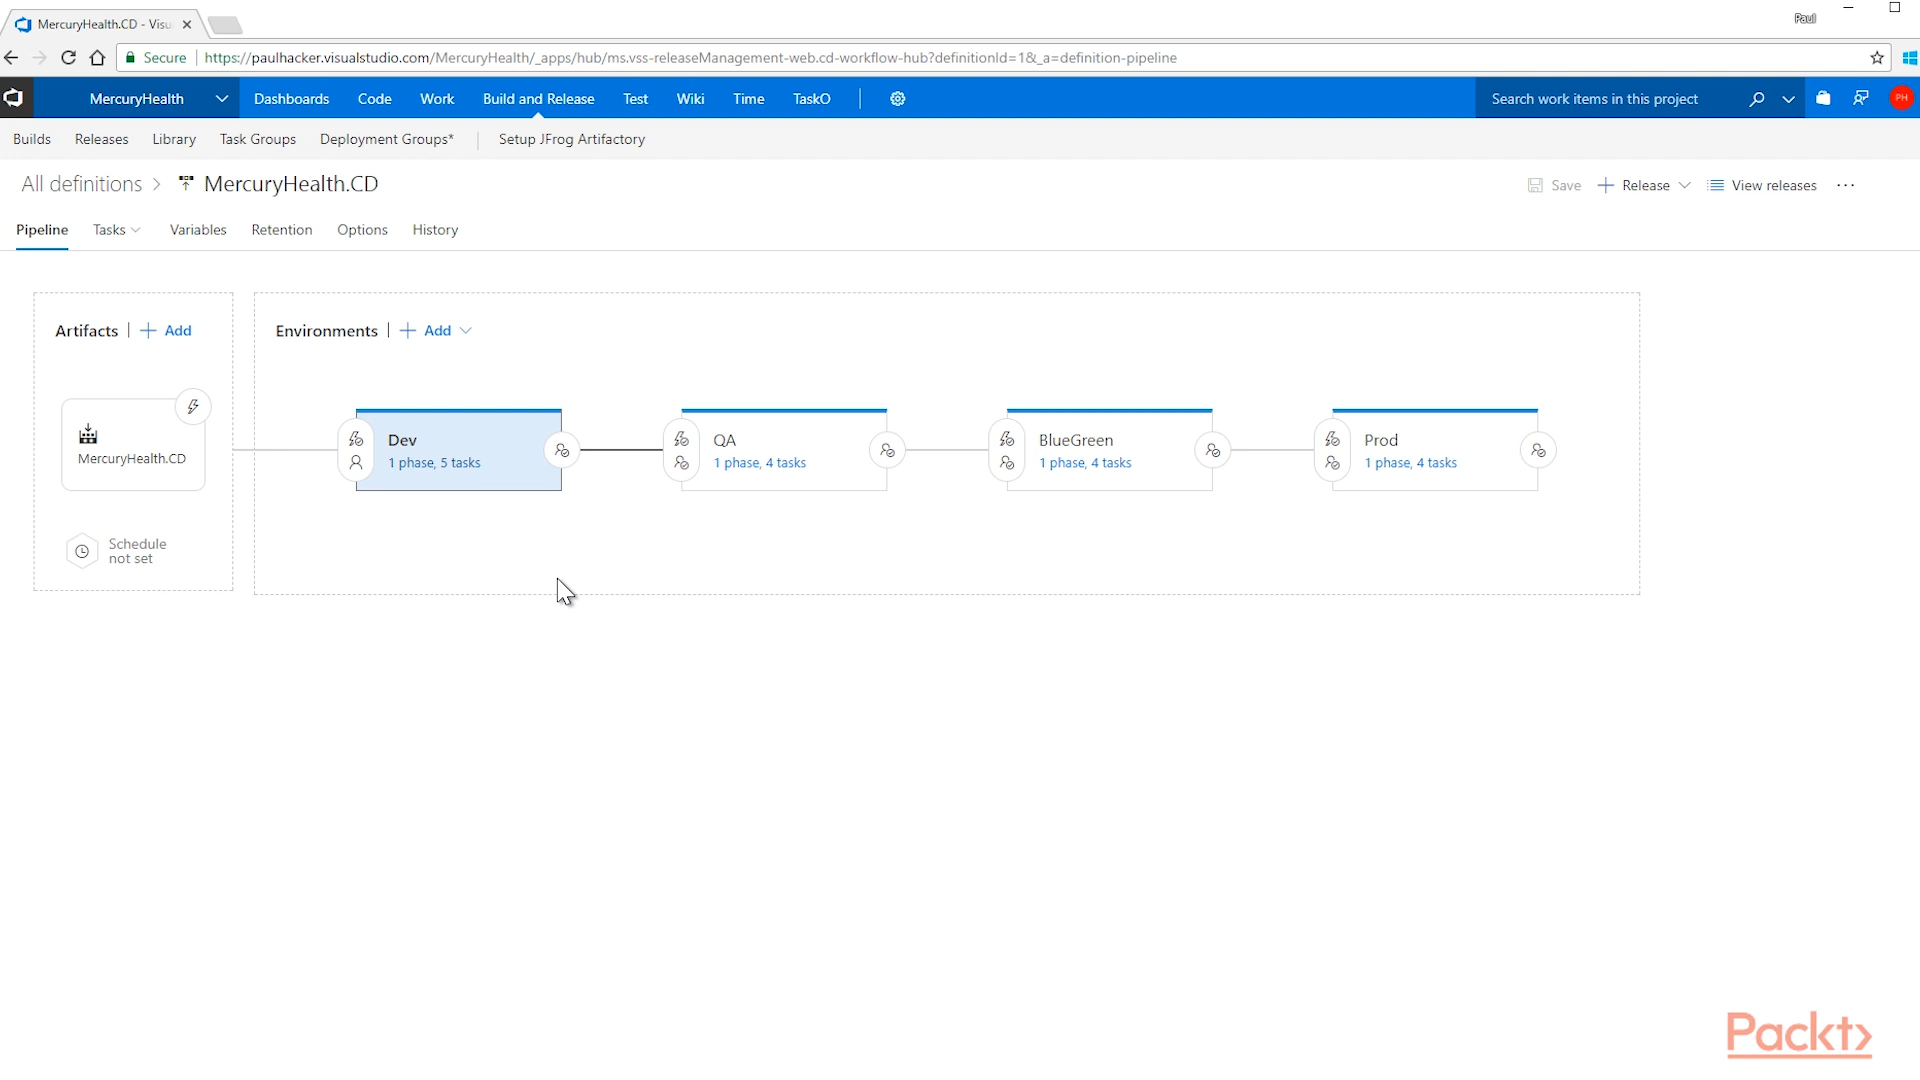 MercuryHealth.CD - Visu
Paul
Secure
https://paulhacker.visualstudio.com/MercuryHealth/_apps/hub/ms.vss-releaseManagement-web.cd-workflow-hub?definitionId=1&_a=definition-pipeline
MercuryHealth
Dashboards
Code
Work
Build and Release
Test
Wiki
Time
TaskO
Search work items in this project
PH
Builds
Releases
Library
Task Groups
Deployment Groups*
Setup JFrog Artifactory
All definitions > MercuryHealth.CD
Save
+ Release
View releases
...
Pipeline
Tasks
Variables
Retention
Options
History
Artifacts | + Add
Environments | + Add
MercuryHealth.CD
Schedule
not set
Dev
1 phase, 5 tasks
QA
1 phase, 4 tasks
BlueGreen
1 phase, 4 tasks
Prod
1 phase, 4 tasks
Packt>